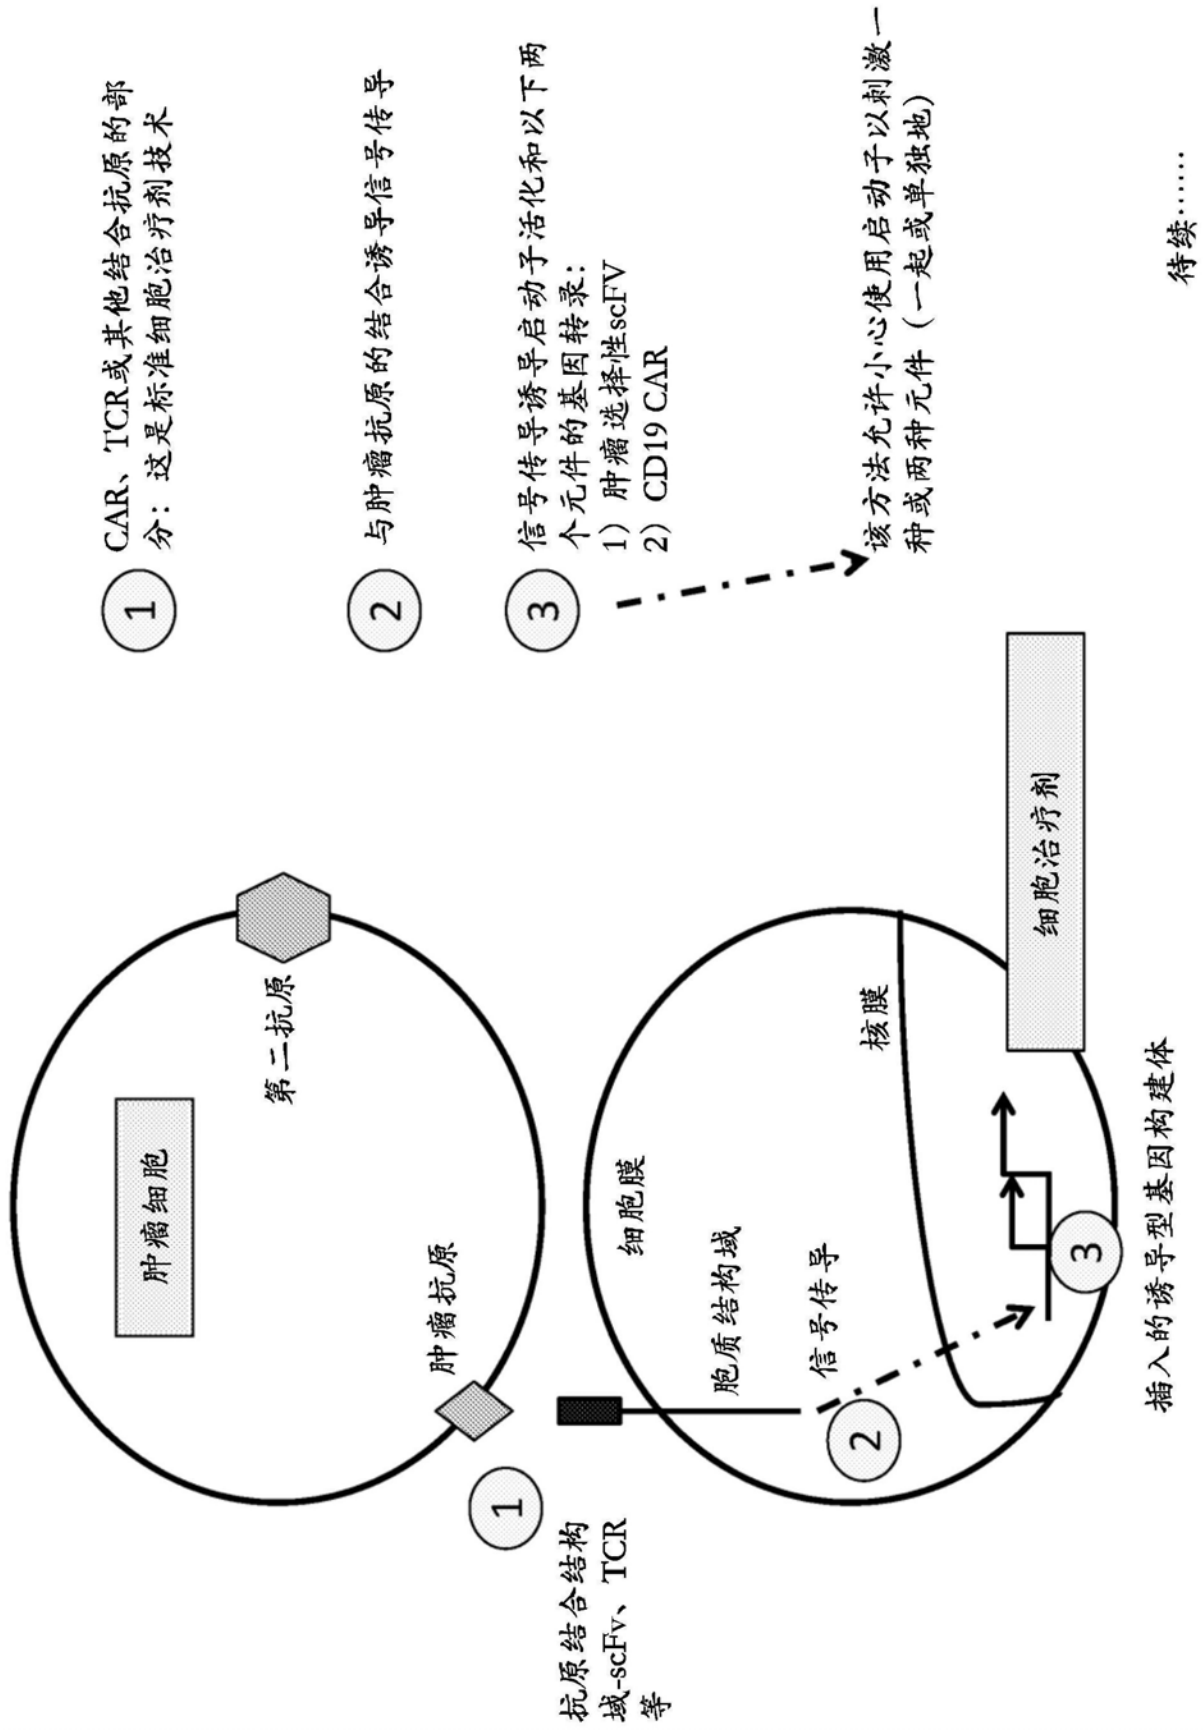 肿瘤细胞
第二抗原
肿瘤抗原
1
抗原结合结构
域-scFv、TCR
等
细胞膜
胞质结构域
信号传导
2
核膜
3
细胞治疗剂
插入的诱导型基因构建体
1
CAR、TCR或其他结合抗原的部
分：这是标准细胞治疗剂技术
2
与肿瘤抗原的结合诱导信号传导
3
信号传导诱导启动子活化和以下两
个元件的基因转录：
1）肿瘤选择性scFV
2）CD19 CAR
该方法允许小心使用启动子以刺激一
种或两种元件（一起或单独地）
待续……